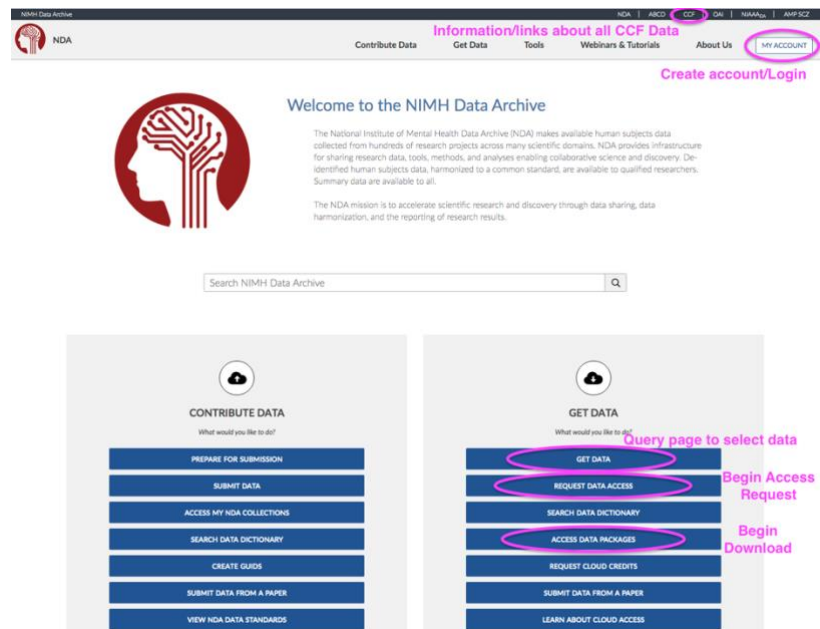 NIMH Data Archive
NDA | ABCD | CCF | OAI | NIAAADA | AMP SCZ
Information/links about all CCF Data
NDA
Contribute Data Get Data Tools Webinars & Tutorials About Us MY ACCOUNT
Create account/Login
Welcome to the NIMH Data Archive
The National Institute of Mental Health Data Archive (NDA) makes available human subjects data
collected from hundreds of research projects across many scientific domains. NDA provides infrastructure
for sharing research data, tools, methods, and analyses enabling collaborative science and discovery. De-
identified human subjects data, harmonized to a common standard, are available to qualified researchers.
Summary data are available to all.
The NDA mission is to accelerate scientific research and discovery through data sharing, data
harmonization, and the reporting of research results.
Search NIMH Data Archive
CONTRIBUTE DATA
What would you like to do?
PREPARE FOR SUBMISSION
SUBMIT DATA
ACCESS MY NDA COLLECTIONS
SEARCH DATA DICTIONARY
CREATE GUIDS
SUBMIT DATA FROM A PAPER
VIEW NDA DATA STANDARDS
GET DATA
What would you like to do?
Query page to select data
GET DATA
Begin Access
Request
REQUEST DATA ACCESS
SEARCH DATA DICTIONARY
Begin
Download
ACCESS DATA PACKAGES
REQUEST CLOUD CREDITS
SUBMIT DATA FROM A PAPER
LEARN ABOUT CLOUD ACCESS